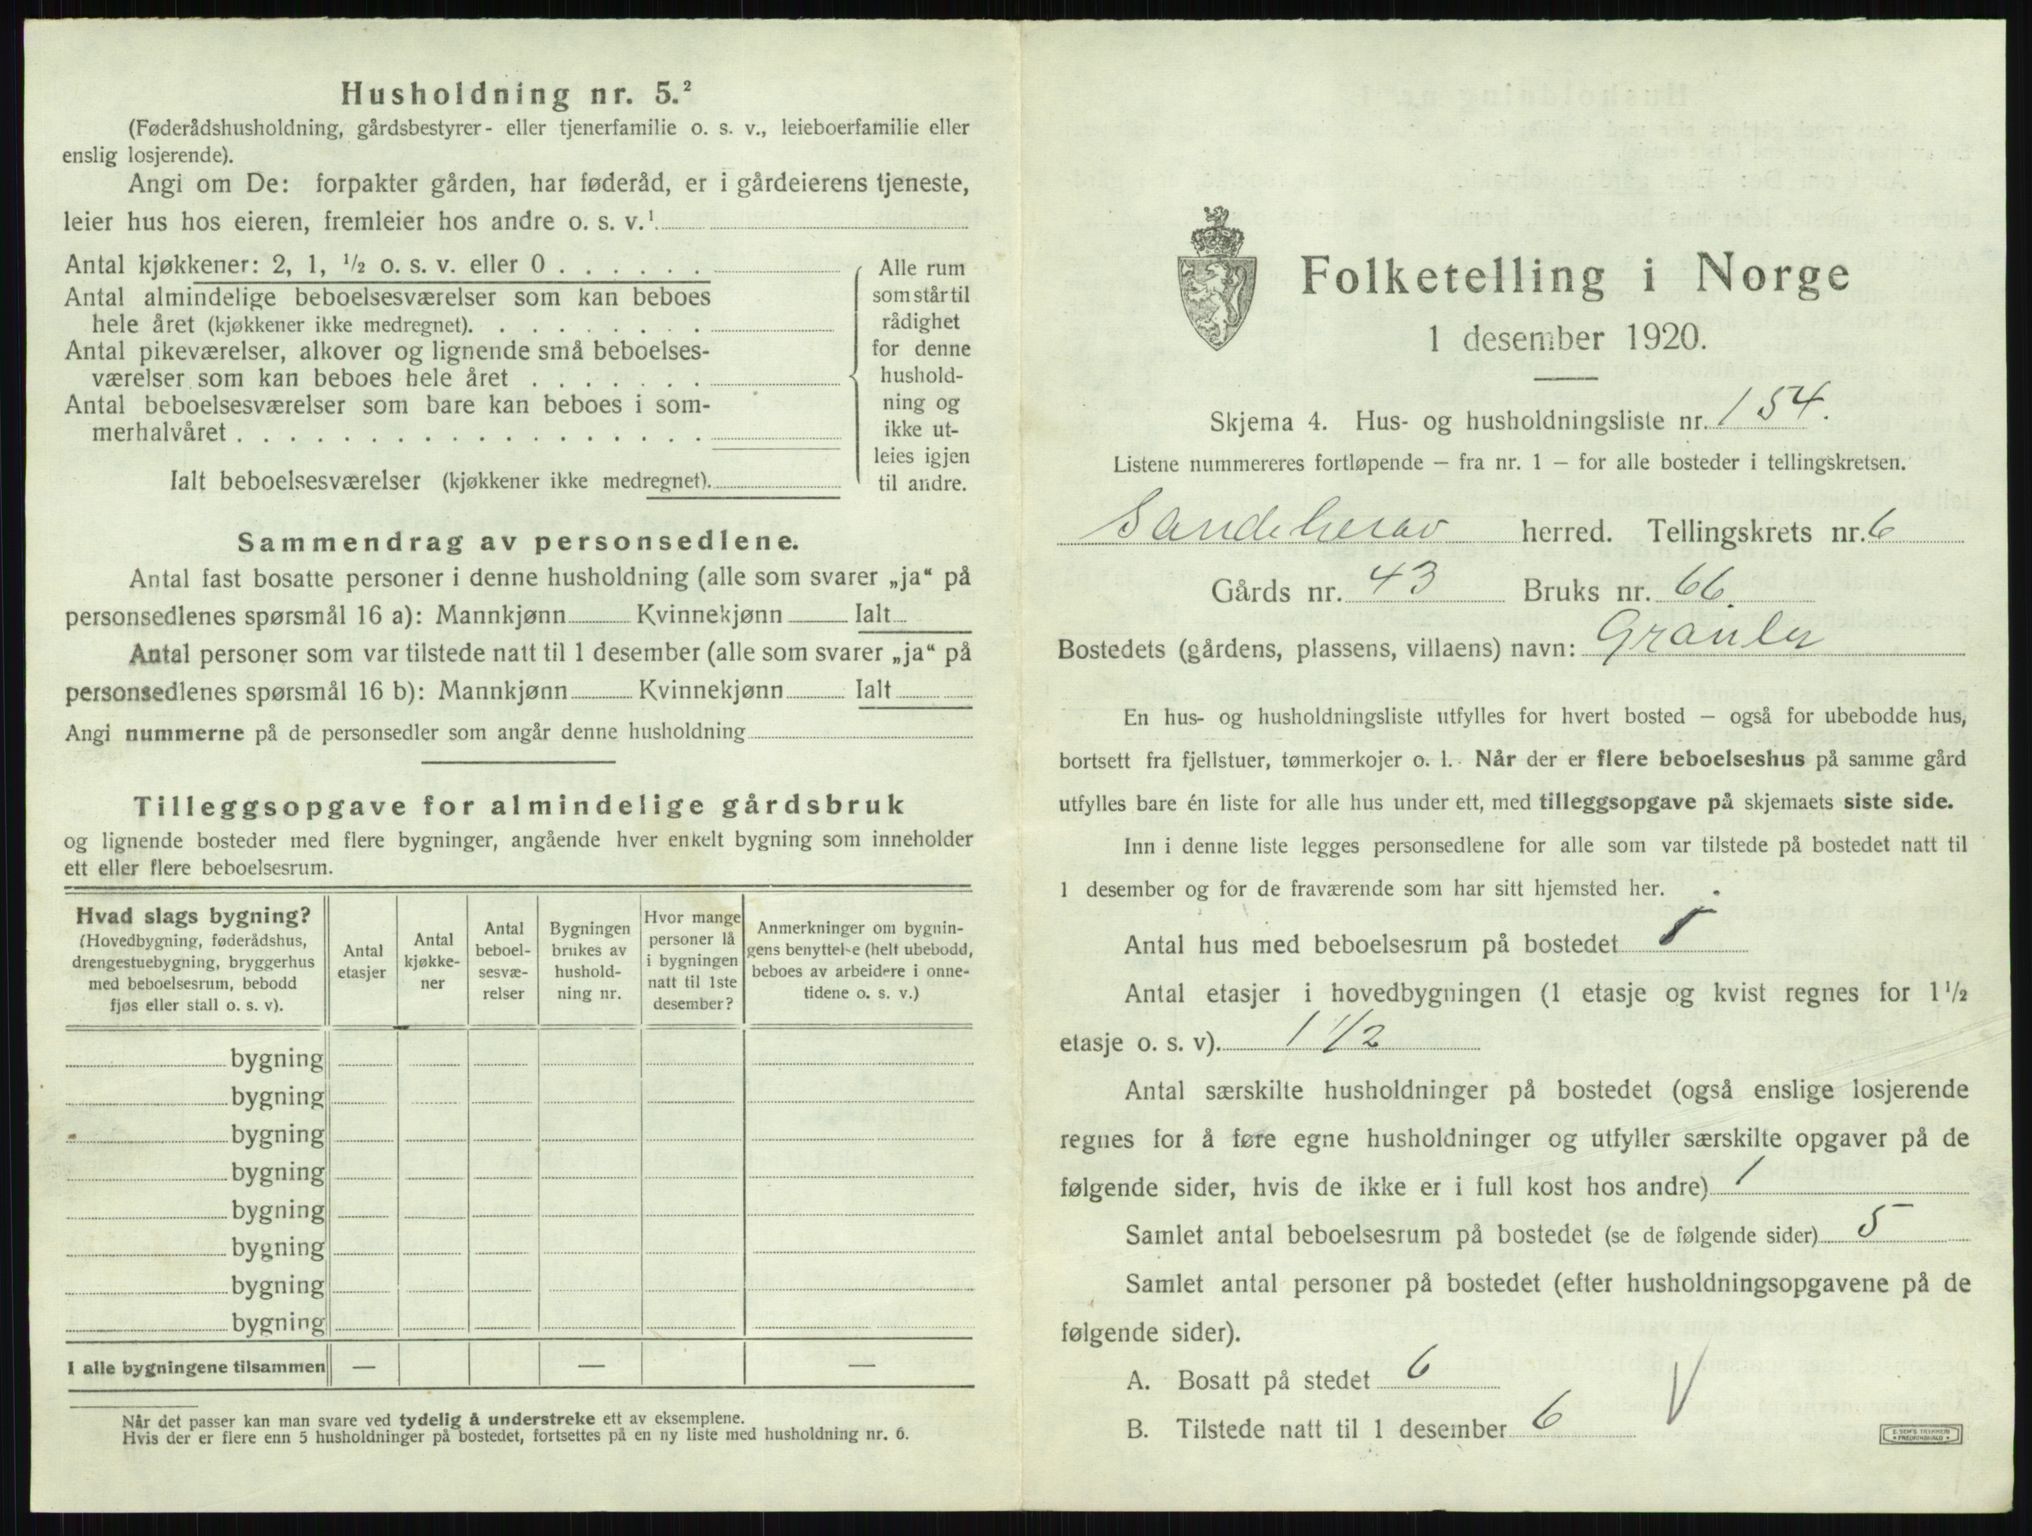 Husholdning nr. 5.²
(Føderådshusholdning, gårdsbestyrer- eller tjenerfamilie o. s. v., leieboerfamilie eller
enslig losjerende).
Angi om De: forpakter gården, har føderåd, er i gårdeierens tjeneste,
leier hus hos eieren, fremleier hos andre o. s. v.¹
Antal kjøkkener: 2, 1, ½ o. s. v. eller 0 . . . . . .
Antal almindelige beboelsesværelser som kan beboes
hele året (kjøkkener ikke medregnet). . . . . . . . .
Antal pikeværelser, alkover og lignende små beboelses-
værelser som kan beboes hele året . . . . . . .
Antal beboelsesværelser som bare kan beboes i som-
merhalvåret . . . . . . . . . . . . . . . . . .
Ialt beboelsesværelser (kjøkkener ikke medregnet).
Alle rum
som står til
rådighet
for denne
hushold-
ning og
ikke ut-
leies igjen
til andre.
Sammendrag av personsedlene.
Antal fast bosatte personer i denne husholdning (alle som svarer „ja“ på
personsedlenes spørsmål 16 a): Mannkjønn Kvinnekjønn Ialt
Antal personer som var tilstede natt til 1 desember (alle som svarer „ja“ på
personsedlenes spørsmål 16 b): Mannkjønn Kvinnekjønn Ialt
Angi nummerne på de personsedler som angår denne husholdning
Tilleggsopgave for almindelige gårdsbruk
og lignende bosteder med flere bygninger, angående hver enkelt bygning som inneholder
ett eller flere beboelsesrum.
Hvad slags bygning?
(Hovedbygning, føderådshus,
drengestuebygning, bryggerhus
med beboelsesrum, bebodd
fjøs eller stall o. s. v).
Antal
etasjer
Antal
kjøkke-
ner
Antal
beboel-
sesvæ-
relser
Bygningen
brukes av
hushold-
ning nr.
Hvor mange
personer lå
i bygningen
natt til 1ste
desember?
Anmerkninger om bygnin-
gens benyttelse (helt ubebodd,
beboes av arbeidere i onne-
tidene o. s. v.)
bygning
bygning
bygning
bygning
bygning
bygning
bygning
bygning
I alle bygningene tilsammen — — —
Når det passer kan man svare ved tydelig å understreke ett av eksemplene.
Hvis der er flere enn 5 husholdninger på bostedet, fortsettes på en ny liste med husholdning nr. 6.
Folketelling i Norge
1 desember 1920.
Skjema 4. Hus- og husholdningsliste nr. 154.
Listene nummereres fortløpende – fra nr. 1 – for alle bosteder i tellingskretsen.
Sandeherav herred. Tellingskrets nr. 6
Gårds nr. 43 Bruks nr. 66.
Bostedets (gårdens, plassens, villaens) navn: Granly
En hus- og husholdningsliste utfylles for hvert bosted – også for ubebodde hus,
bortsett fra fjellstuer, tømmerkojer o. l. Når der er flere beboelseshus på samme gård
utfylles bare én liste for alle hus under ett, med tilleggsopgave på skjemaets siste side.
Inn i denne liste legges personsedlene for alle som var tilstede på bostedet natt til
1 desember og for de fraværende som har sitt hjemsted her.
Antal hus med beboelsesrum på bostedet 1
Antal etasjer i hovedbygningen (1 etasje og kvist regnes for 1½
etasje o. s. v). 1 1/2
Antal særskilte husholdninger på bostedet (også enslige losjerende
regnes for å føre egne husholdninger og utfyller særskilte opgaver på de
følgende sider, hvis de ikke er i full kost hos andre) 1
Samlet antal beboelsesrum på bostedet (se de følgende sider) 5
Samlet antal personer på bostedet (efter husholdningsopgavene på de
følgende sider).
A. Bosatt på stedet 6
B. Tilstede natt til 1 desember 6